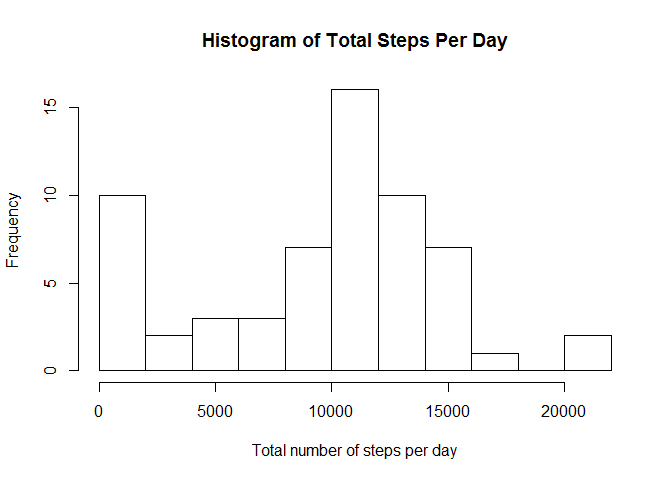 Histogram of Total Steps Per Day
Frequency
15
10
5
0
0 5000 10000 15000 20000
Total number of steps per day